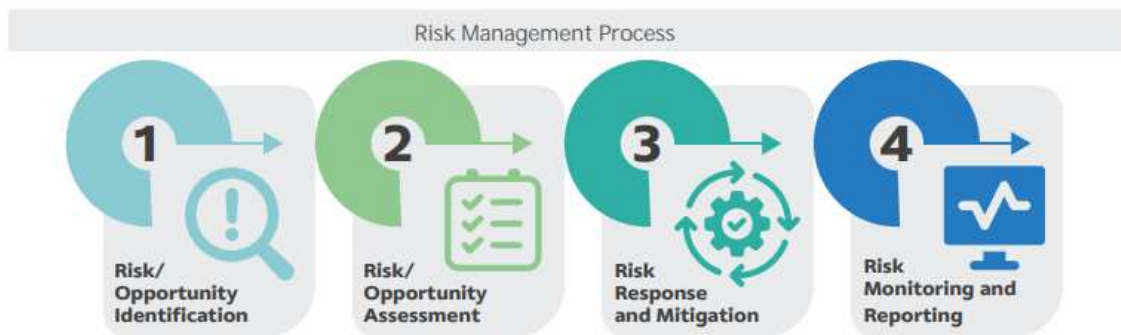 Risk Management Process
1
Risk/
Opportunity
Identification
2
Risk/
Opportunity
Assessment
3
Risk
Response
and Mitigation
4
Risk
Monitoring and
Reporting